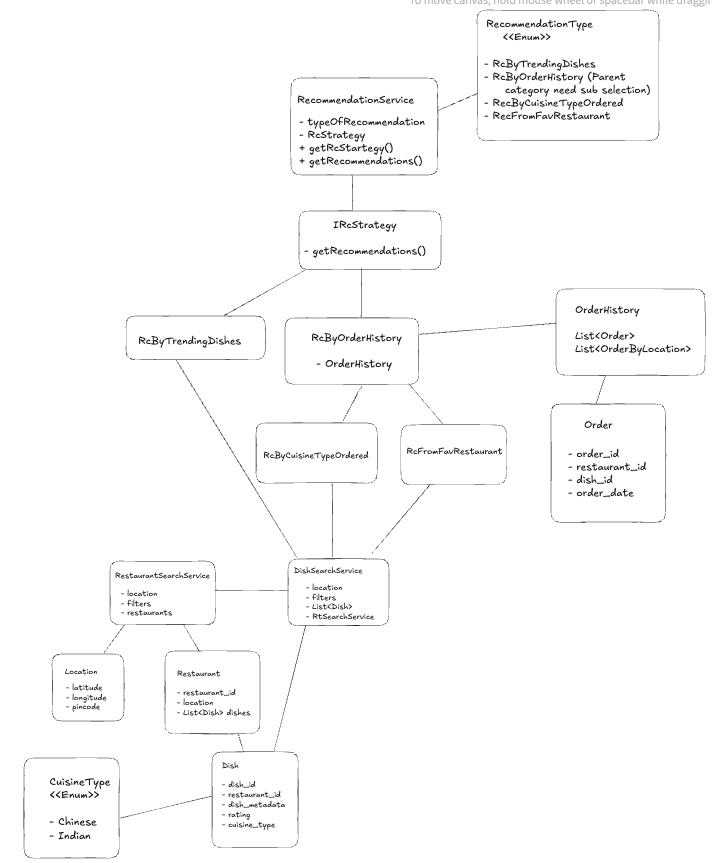 To move canvas, hold mouse wheel or spacebar while draggin
RecommendationType
<<Enum>>
- RcByTrendingDishes
- RcByOrderHistory (Parent
category need sub selection)
- RecByCuisineTypeOrdered
- RecFromFavRestaurant
RecommendationService
- typeOfRecommendation
- RcStrategy
+ getRcStartegy()
+ getRecommendations()
IRcStrategy
- getRecommendations()
RcByTrendingDishes
RcByOrderHistory
- OrderHistory
OrderHistory
List<Order>
List<OrderByLocation>
RcByCuisineTypeOrdered
RcFromFavRestaurant
Order
- order_id
- restaurant_id
- dish_id
- order_date
RestaurantSearchService
- location
- filters
- restaurants
DishSearchService
- location
- filters
- List<Dish>
- RtSearchService
Location
- latitude
- longitude
- pincode
Restaurant
- restaurant_id
- location
- List<Dish> dishes
CuisineType
<<Enum>>
- Chinese
- Indian
Dish
- dish_id
- restaurant_id
- dish_metadata
- rating
- cuisine_type